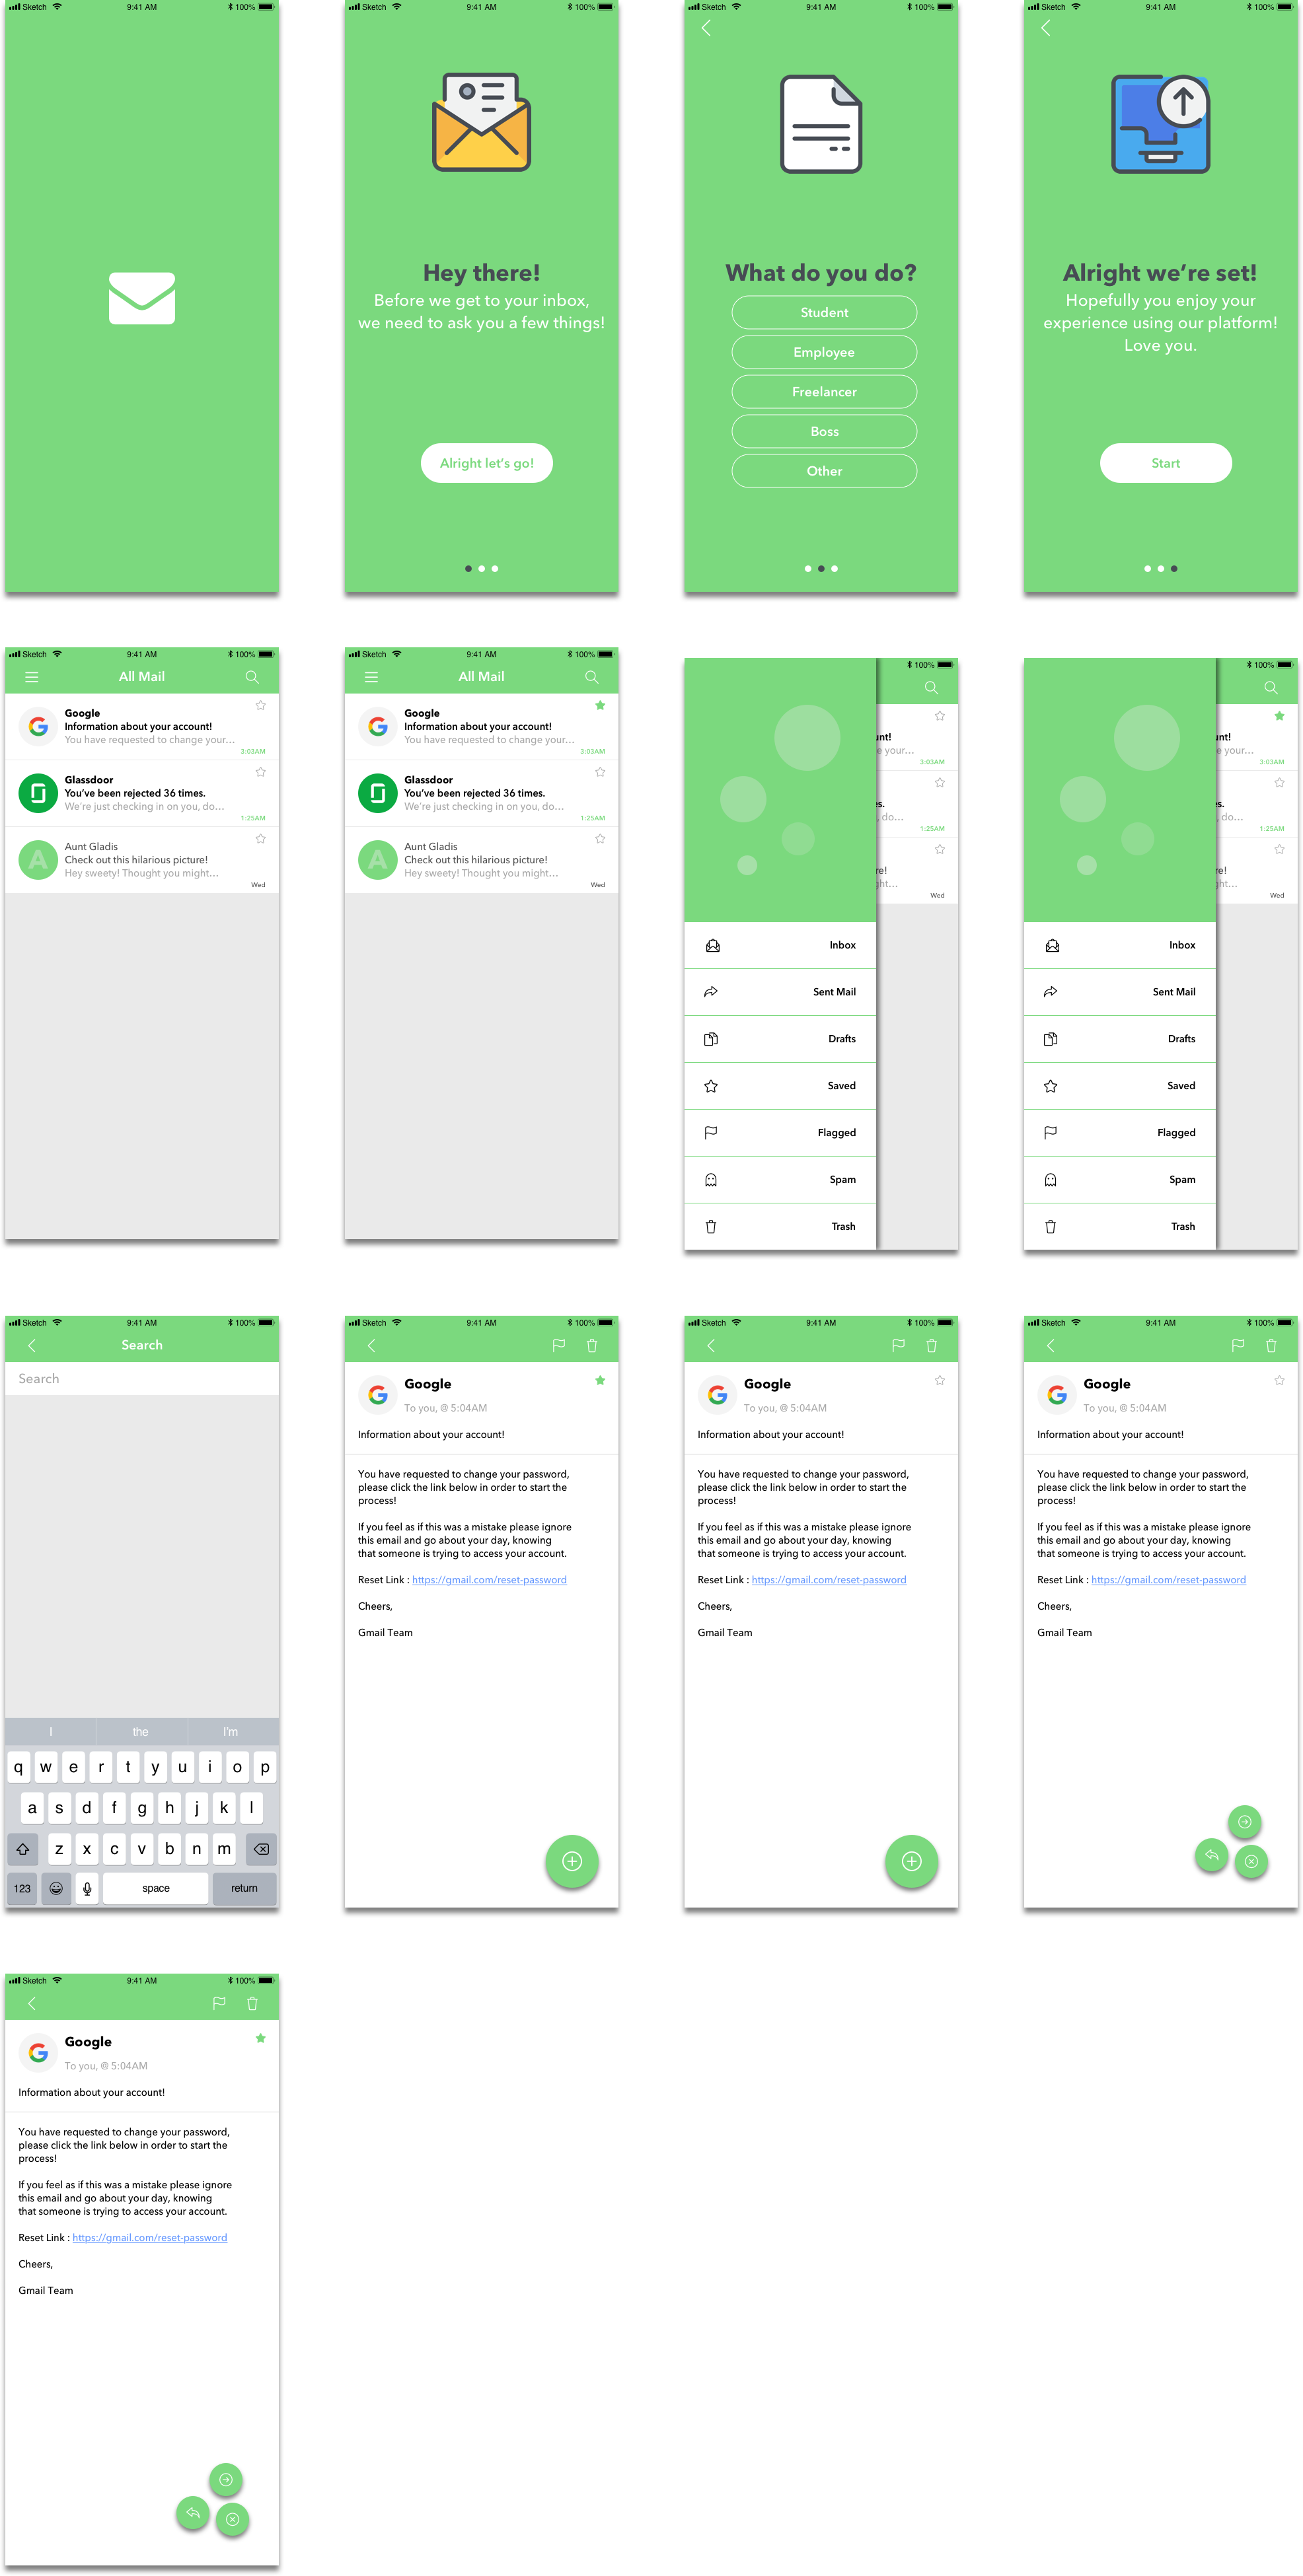 Sketch 9:41 AM 100%
Sketch 9:41 AM 100%
Hey there!
Before we get to your inbox,
we need to ask you a few things!
Alright let's go!
Sketch 9:41 AM 100%
What do you do?
Student
Employee
Freelancer
Boss
Other
Sketch 9:41 AM 100%
Alright we're set!
Hopefully you enjoy your
experience using our platform!
Love you.
Start
Sketch 9:41 AM 100%
All Mail
Google
Information about your account!
You have requested to change your...
3:03AM
Glassdoor
You've been rejected 36 times.
We're just checking in on you, do...
1:25AM
A
Aunt Gladis
Check out this hilarious picture!
Hey sweety! Thought you might...
Wed
Sketch 9:41 AM 100%
All Mail
Google
Information about your account!
You have requested to change your...
3:03AM
Glassdoor
You've been rejected 36 times.
We're just checking in on you, do...
1:25AM
A
Aunt Gladis
Check out this hilarious picture!
Hey sweety! Thought you might...
Wed
100%
unt!
e your...
3:03AM
es.
, do...
1:25AM
re!
ght...
Wed
Inbox
Sent Mail
Drafts
Saved
Flagged
Spam
Trash
100%
unt!
e your...
3:03AM
es.
, do...
1:25AM
re!
ght...
Wed
Inbox
Sent Mail
Drafts
Saved
Flagged
Spam
Trash
Sketch 9:41 AM 100%
Search
Search
I the I'm
q w e r t y u i o p
a s d f g h j k l
z x c v b n m
123 space return
Sketch 9:41 AM 100%
Google
To you, @ 5:04AM
Information about your account!
You have requested to change your password,
please click the link below in order to start the
process!
If you feel as if this was a mistake please ignore
this email and go about your day, knowing
that someone is trying to access your account.
Reset Link : https://gmail.com/reset-password
Cheers,
Gmail Team
Sketch 9:41 AM 100%
Google
To you, @ 5:04AM
Information about your account!
You have requested to change your password,
please click the link below in order to start the
process!
If you feel as if this was a mistake please ignore
this email and go about your day, knowing
that someone is trying to access your account.
Reset Link : https://gmail.com/reset-password
Cheers,
Gmail Team
Sketch 9:41 AM 100%
Google
To you, @ 5:04AM
Information about your account!
You have requested to change your password,
please click the link below in order to start the
process!
If you feel as if this was a mistake please ignore
this email and go about your day, knowing
that someone is trying to access your account.
Reset Link : https://gmail.com/reset-password
Cheers,
Gmail Team
Sketch 9:41 AM 100%
Google
To you, @ 5:04AM
Information about your account!
You have requested to change your password,
please click the link below in order to start the
process!
If you feel as if this was a mistake please ignore
this email and go about your day, knowing
that someone is trying to access your account.
Reset Link : https://gmail.com/reset-password
Cheers,
Gmail Team